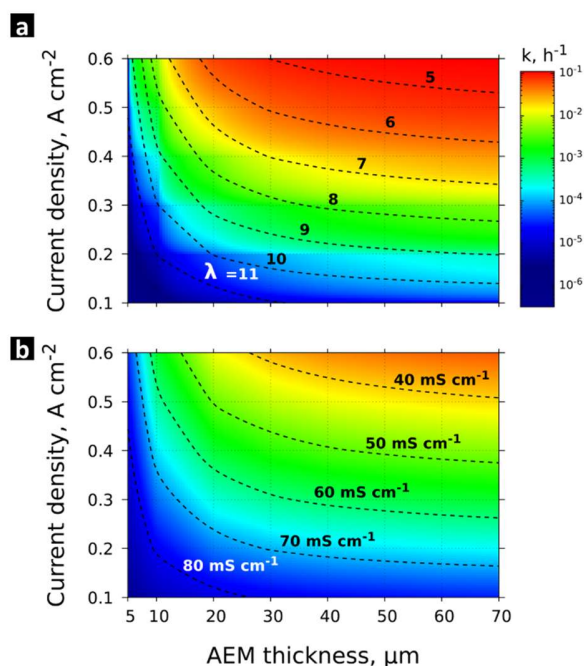 a
k, h⁻¹
0.6
0.5
0.4
0.3
0.2
0.1
Current density, A cm⁻²
5
6
7
8
9
10
λ =11
10⁻¹
10⁻²
10⁻³
10⁻⁴
10⁻⁵
10⁻⁶
b
0.6
0.5
0.4
0.3
0.2
0.1
Current density, A cm⁻²
40 mS cm⁻¹
50 mS cm⁻¹
60 mS cm⁻¹
70 mS cm⁻¹
80 mS cm⁻¹
5 10 20 30 40 50 60 70
AEM thickness, μm